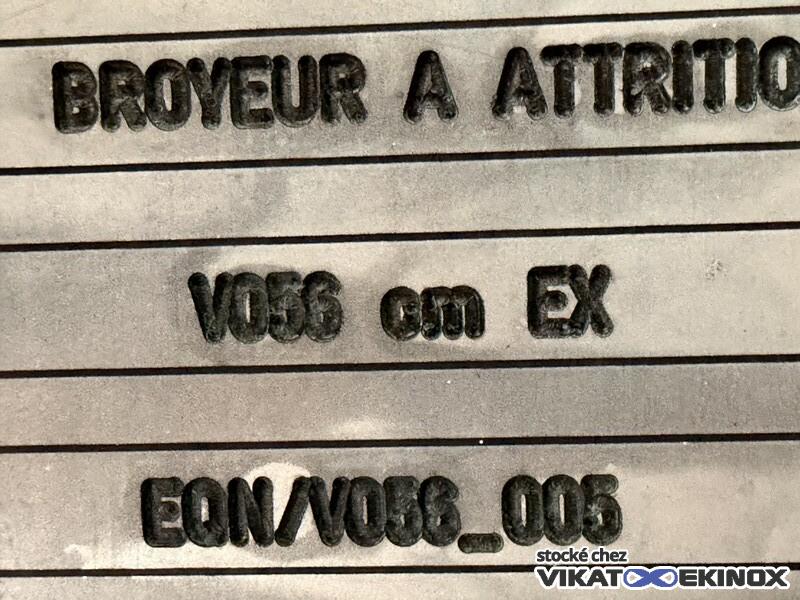 BROYEUR A ATTRITIO
V056 cm EX
EQN/V056_005
stocké chez
VIKAT EKINOX